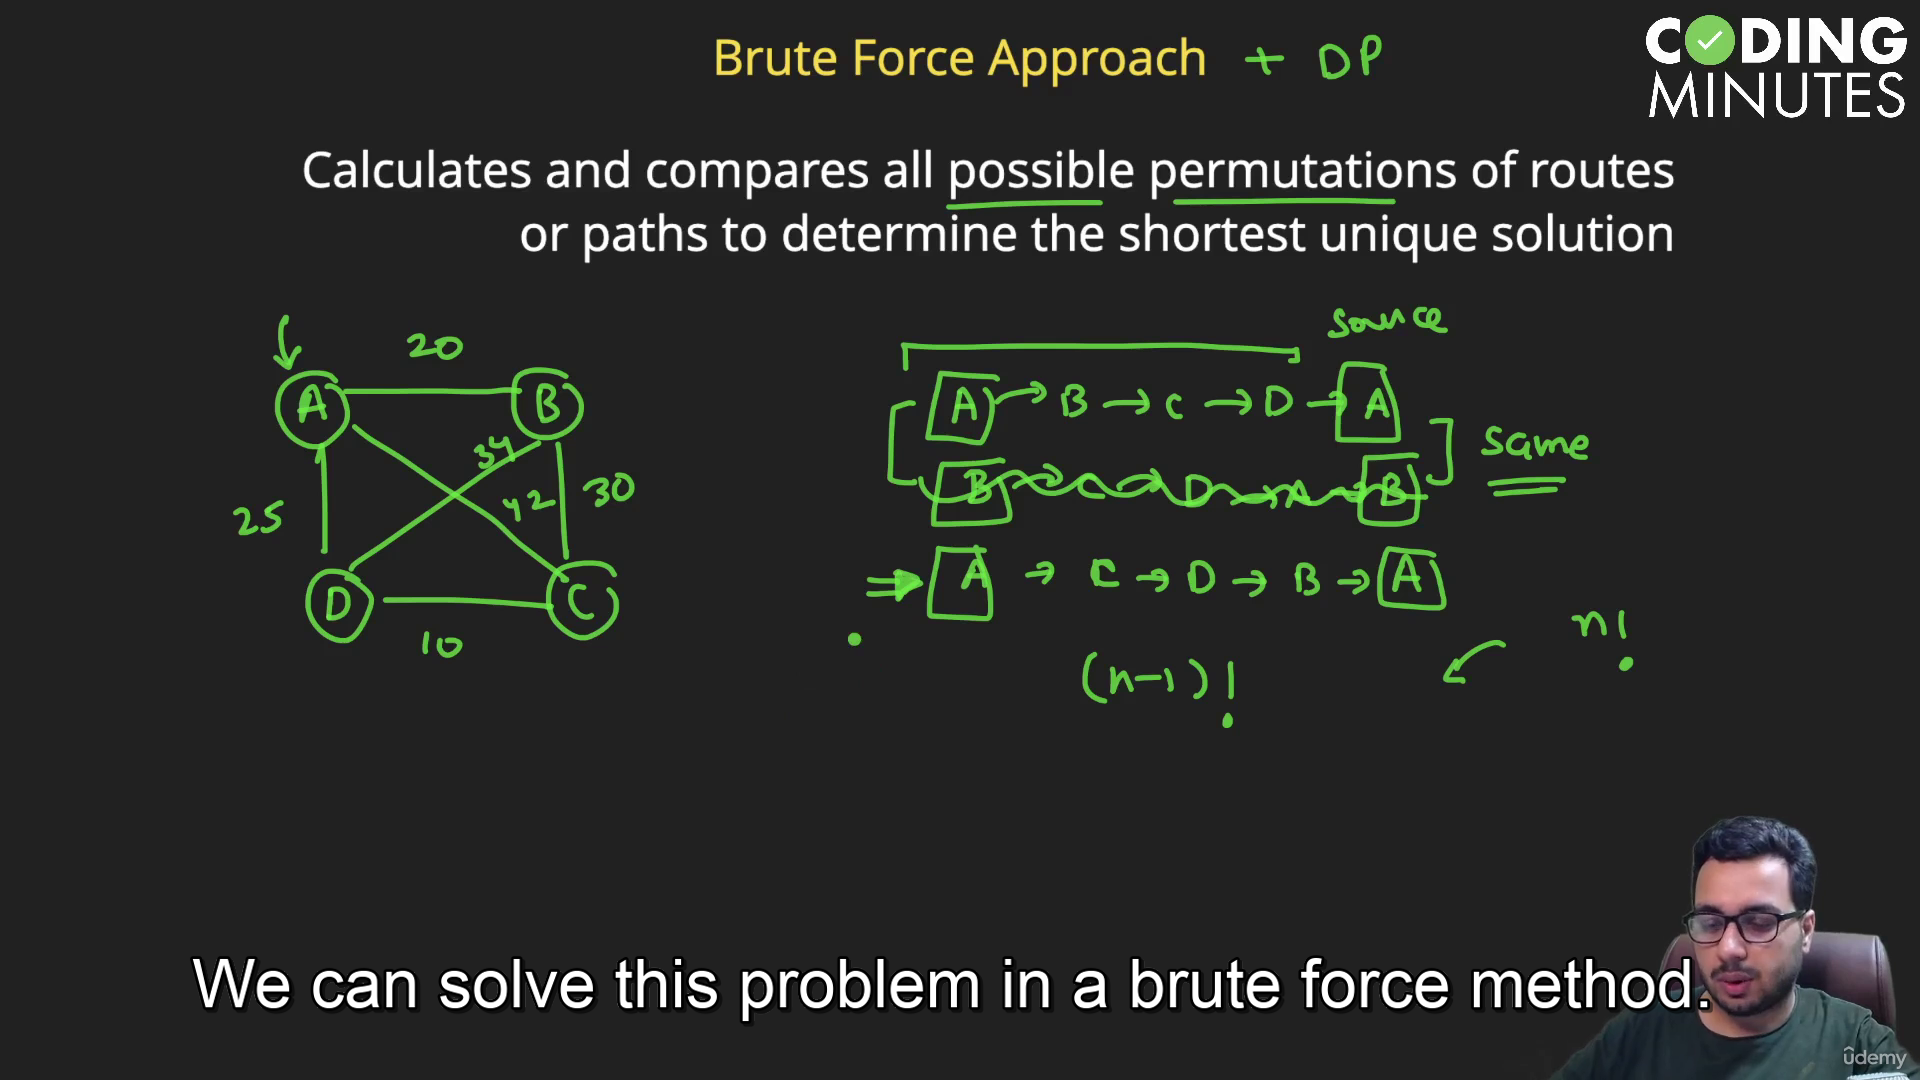 Brute Force Approach + DP
CODING
MINUTES
Calculates and compares all possible permutations of routes
or paths to determine the shortest unique solution
source
20
A B
A → B → C → D → A
34
same
42 30
B → C → D → A → B
25
A → C → D → B → A
D C
10
n!
(n-1)!
We can solve this problem in a brute force method.
ûdemy